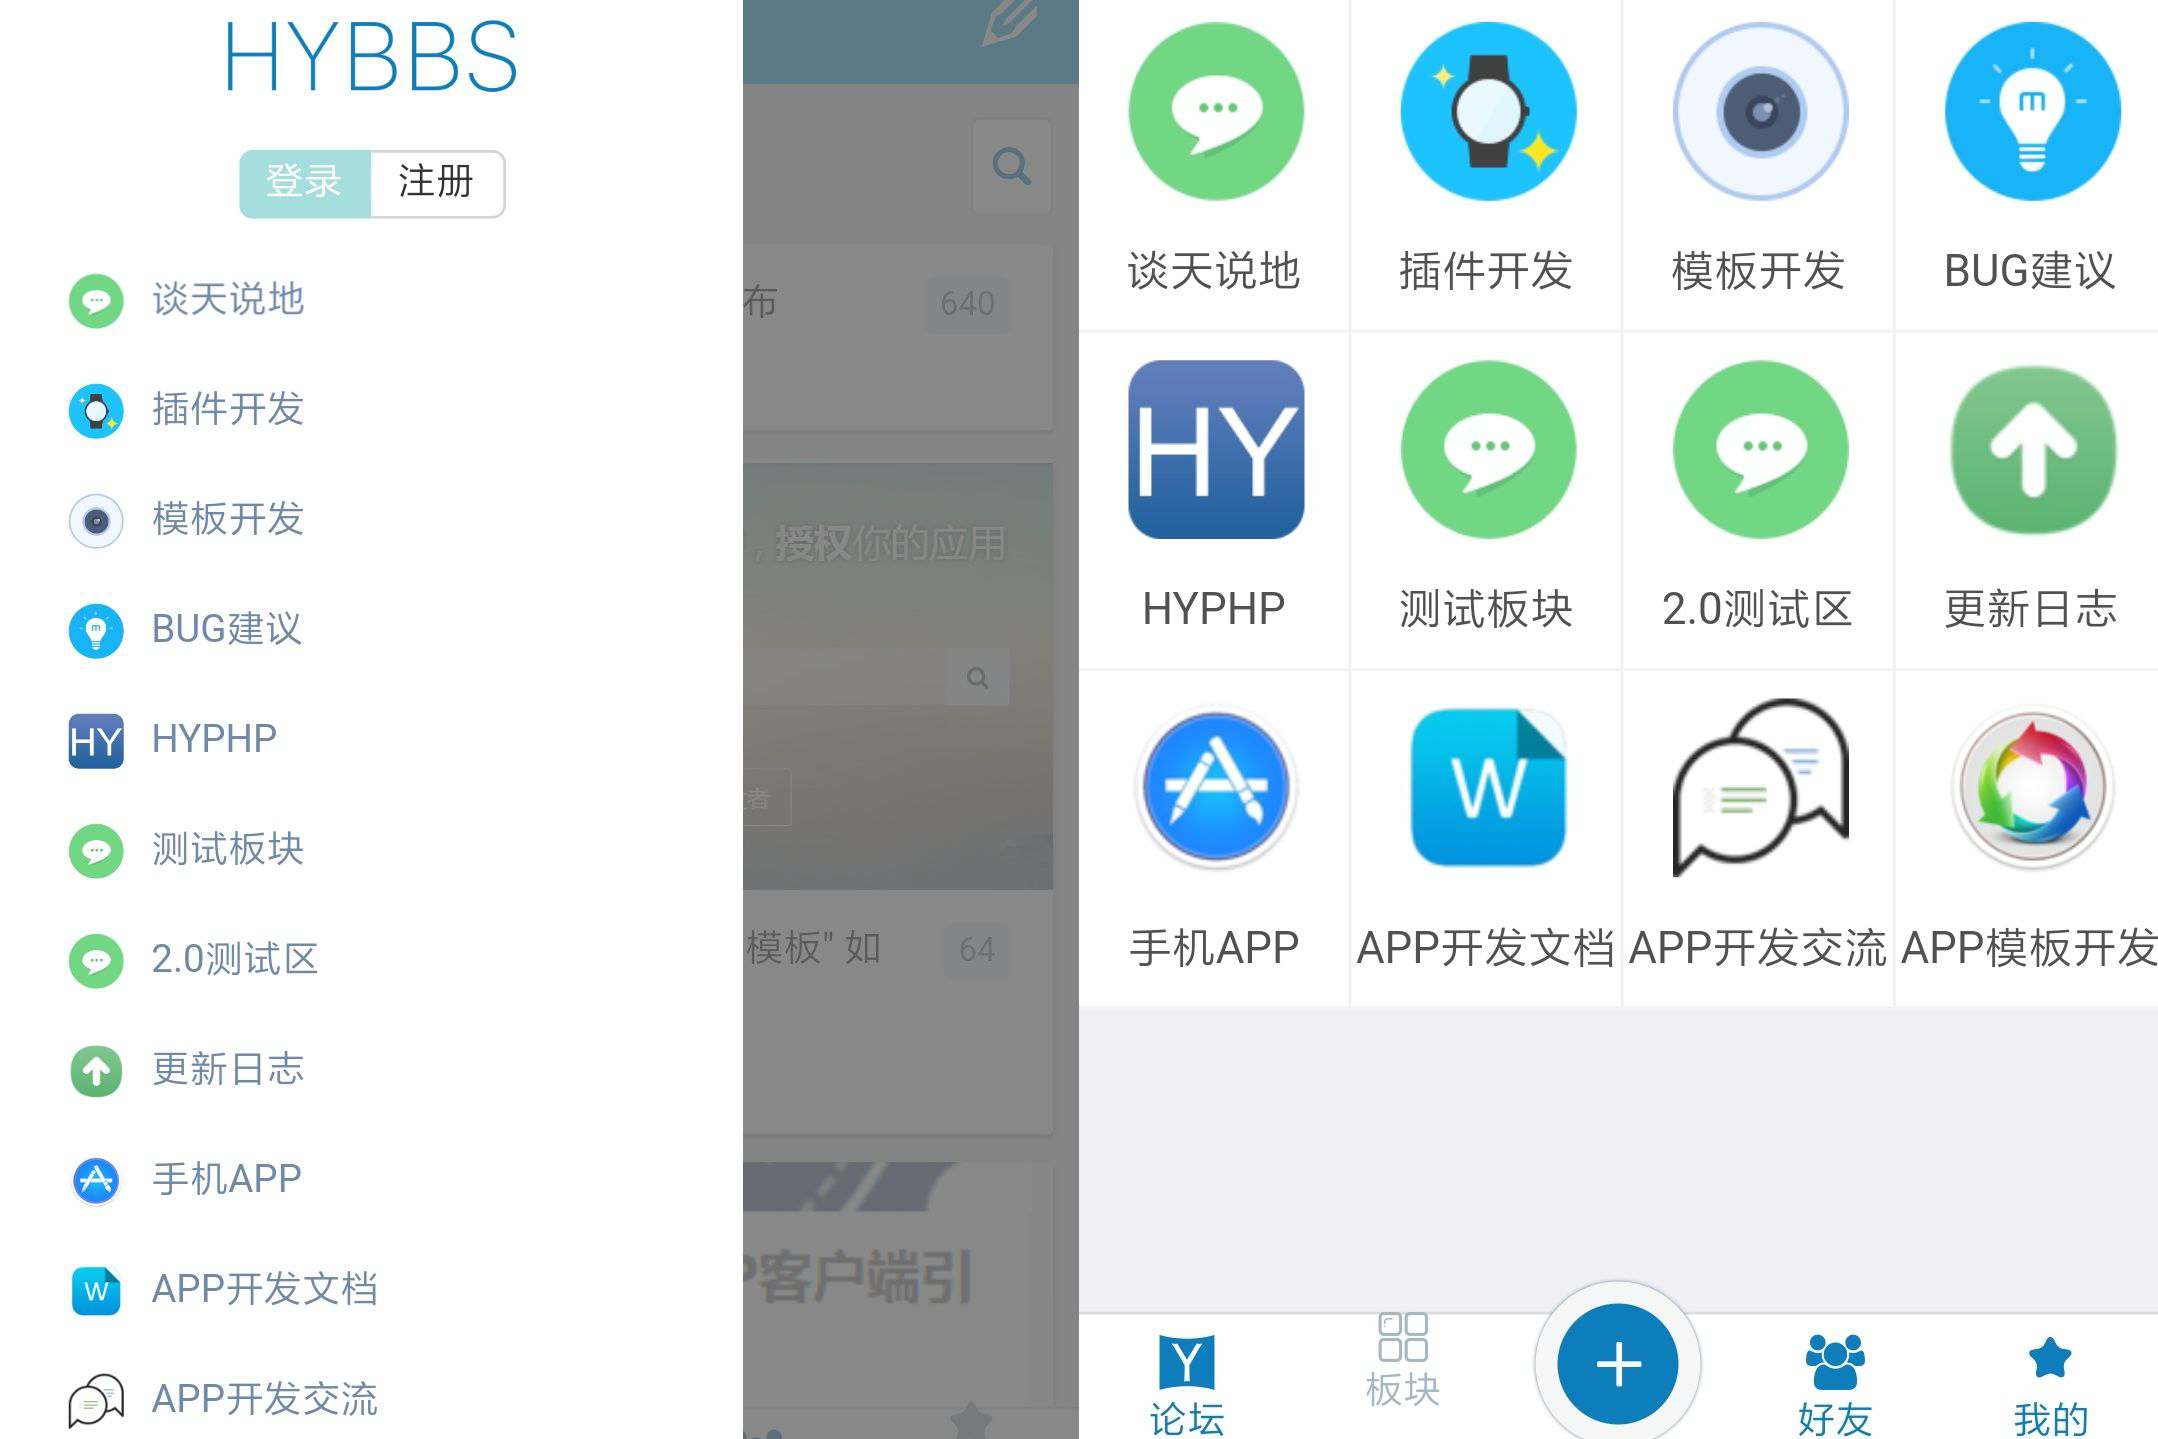 HYBBS
登录 注册
谈天说地
插件开发
模板开发
BUG建议
HY HYPHP
测试板块
2.0测试区
更新日志
手机APP
W APP开发文档
APP开发交流
布 640
，授权你的应用
者
模板" 如 64
P客户端引
谈天说地 插件开发 模板开发 BUG建议
HY
HYPHP 测试板块 2.0测试区 更新日志
W
手机APP APP开发文档 APP开发交流 APP模板开发
论坛 板块 好友 我的